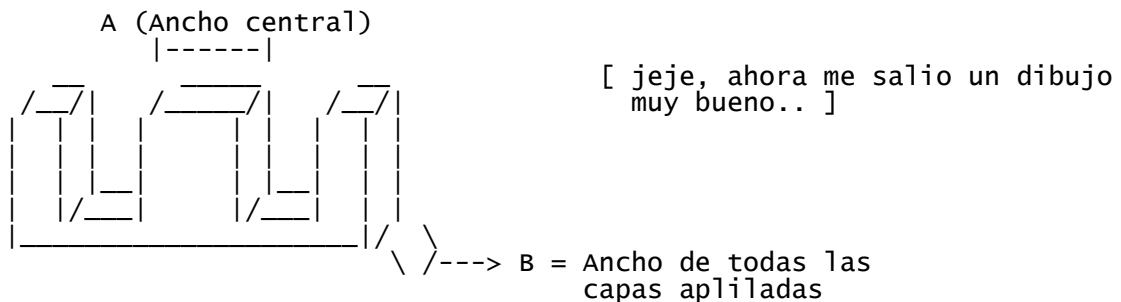 A (Ancho central)
[ jeje, ahora me salio un dibujo
muy bueno.. ]
B = Ancho de todas las
capas apliladas